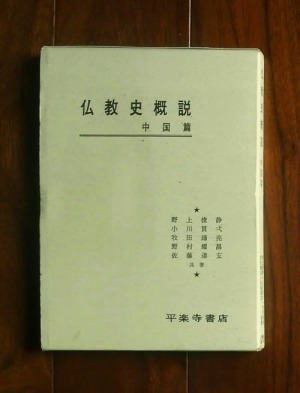 仏教史概説
中国篇
★
野上俊静
小川貫弌
牧田諦亮
野村耀昌
佐藤達玄
共著
★
平楽寺書店